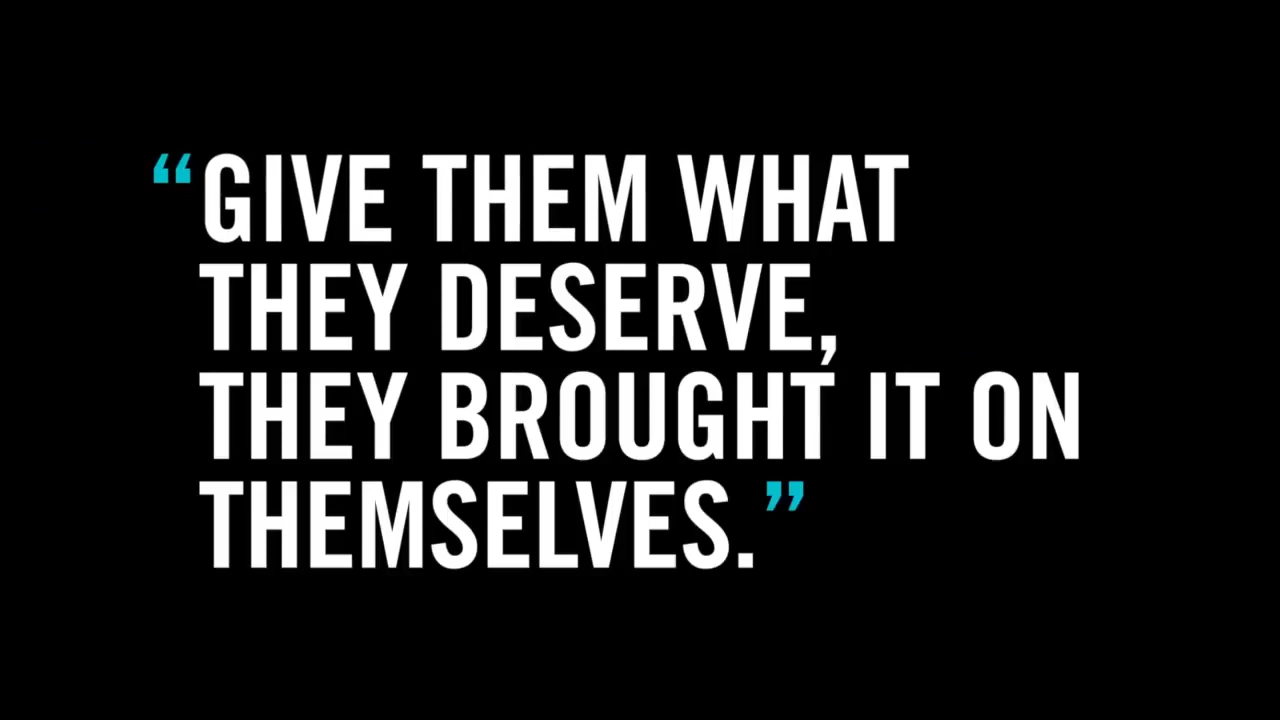 “GIVE THEM WHAT
THEY DESERVE,
THEY BROUGHT IT ON
THEMSELVES.”